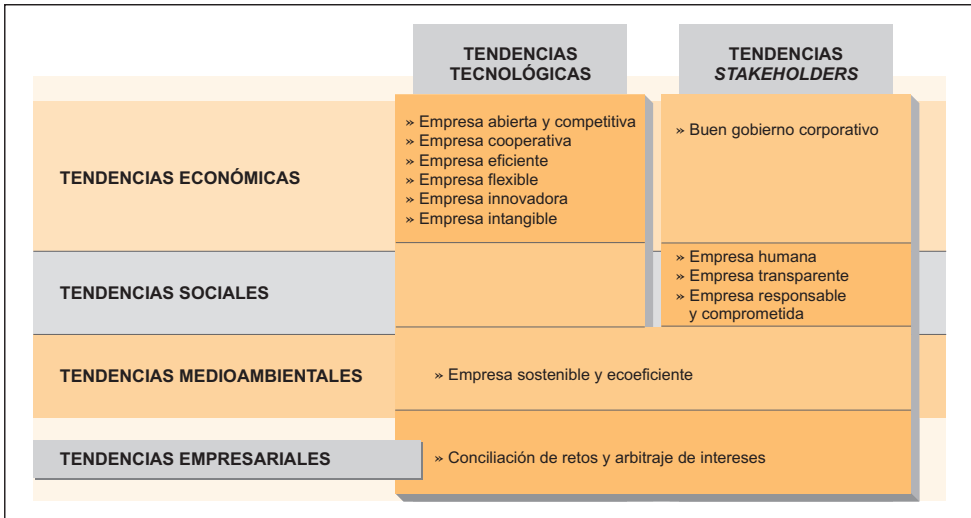 TENDENCIAS
TECNOLÓGICAS
TENDENCIAS
STAKEHOLDERS
TENDENCIAS ECONÓMICAS
» Empresa abierta y competitiva
» Empresa cooperativa
» Empresa eficiente
» Empresa flexible
» Empresa innovadora
» Empresa intangible
» Buen gobierno corporativo
TENDENCIAS SOCIALES
» Empresa humana
» Empresa transparente
» Empresa responsable
y comprometida
TENDENCIAS MEDIOAMBIENTALES
» Empresa sostenible y ecoeficiente
TENDENCIAS EMPRESARIALES
» Conciliación de retos y arbitraje de intereses